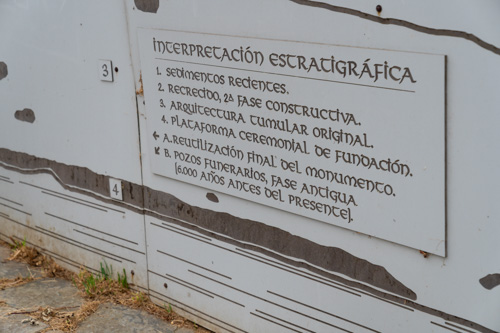 INTERPRETACIÓN ESTRATIGRÁFICA
1. SEDIMENTOS RECIENTES.
2. RECRECIDO, 2ª FASE CONSTRUCTIVA.
3. ARQUITECTURA TUMULAR ORIGINAL.
4. PLATAFORMA CEREMONIAL DE FUNDACIÓN.
← A. REUTILIZACIÓN FINAL DEL MONUMENTO.
↙ B. POZOS FUNERARIOS, FASE ANTIGUA
(6.000 AÑOS ANTES DEL PRESENTE).
3
4